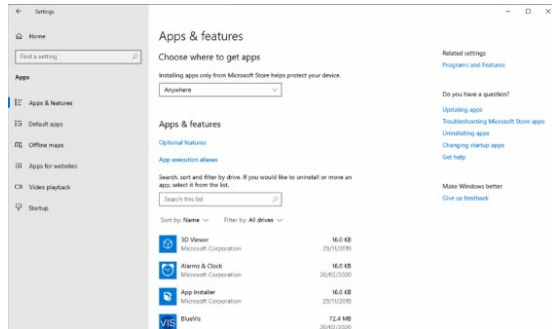 Settings
Home
Find a setting
Apps
Apps & features
Default apps
Offline maps
Apps for websites
Video playback
Startup
Apps & features
Choose where to get apps
Installing apps only from Microsoft Store helps protect your device.
Anywhere
Apps & features
Optional features
App execution aliases
Search, sort and filter by drive. If you would like to uninstall or move an
app, select it from the list.
Search this list
Sort by: Name Filter by: All drives
3D Viewer 16.0 KB
Microsoft Corporation 29/11/2019
Alarms & Clock 16.0 KB
Microsoft Corporation 20/02/2020
App Installer 16.0 KB
Microsoft Corporation 29/11/2019
VIS BlueVis 72.4 MB
20/02/2020
Related settings
Programs and Features
Do you have a question?
Updating apps
Troubleshooting Microsoft Store apps
Uninstalling apps
Changing startup apps
Get help
Make Windows better
Give us feedback